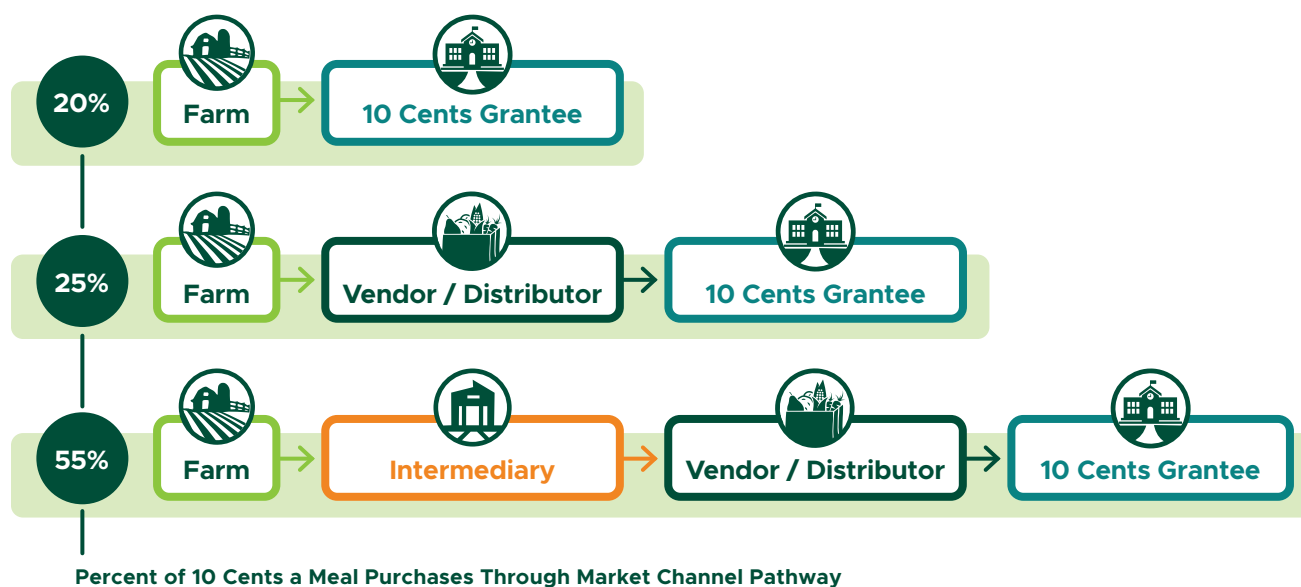 20%
Farm
10 Cents Grantee
25%
Farm
Vendor / Distributor
10 Cents Grantee
55%
Farm
Intermediary
Vendor / Distributor
10 Cents Grantee
Percent of 10 Cents a Meal Purchases Through Market Channel Pathway